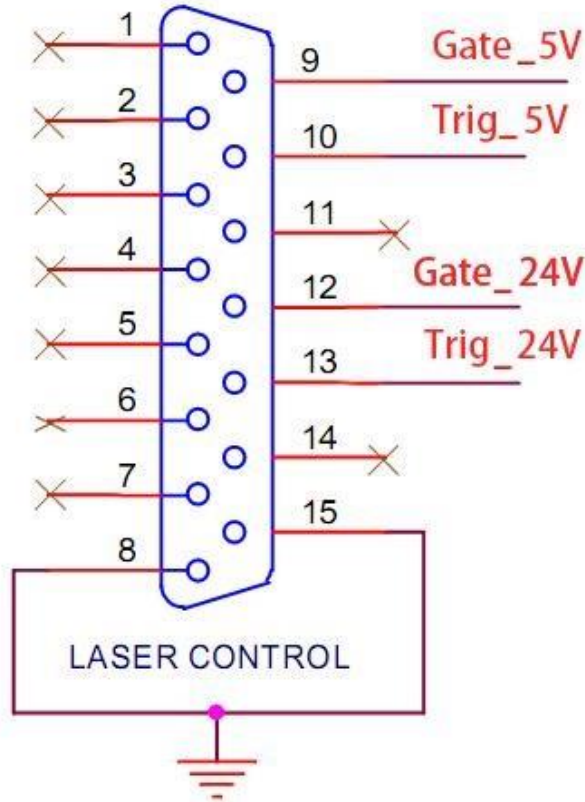 1
9 Gate_5V
2
10 Trig_5V
3
11
4
12 Gate_24V
5
13 Trig_24V
6
14
7
15
8
LASER CONTROL